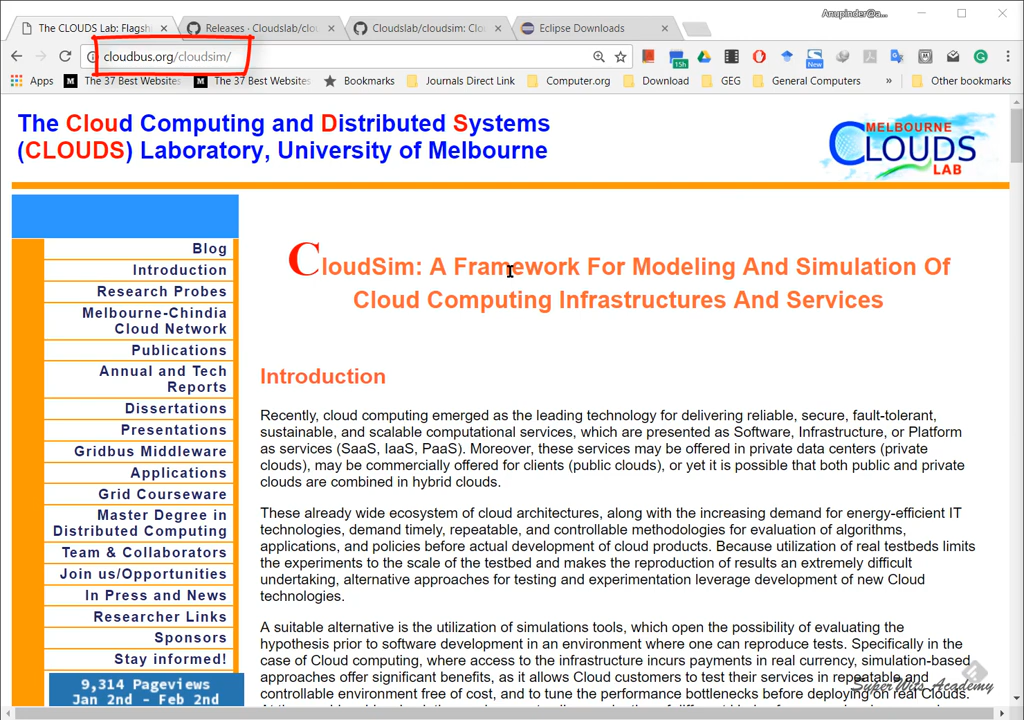 The CLOUDS Lab: Flagsh
Releases · Cloudslab/clou
Cloudslab/cloudsim: Clo
Eclipse Downloads
Anupinder@a...
cloudbus.org/cloudsim/
15h
New
Apps
The 37 Best Websites
The 37 Best Websites
Bookmarks
Journals Direct Link
Computer.org
Download
GEG
General Computers
»
Other bookmarks
The Cloud Computing and Distributed Systems
(CLOUDS) Laboratory, University of Melbourne
MELBOURNE
CLOUDS
LAB
Blog
Introduction
Research Probes
Melbourne-Chindia
Cloud Network
Publications
Annual and Tech
Reports
Dissertations
Presentations
Gridbus Middleware
Applications
Grid Courseware
Master Degree in
Distributed Computing
Team & Collaborators
Join us/Opportunities
In Press and News
Researcher Links
Sponsors
Stay informed!
9,314 Pageviews
Jan 2nd - Feb 2nd
CloudSim: A Framework For Modeling And Simulation Of
Cloud Computing Infrastructures And Services
Introduction
Recently, cloud computing emerged as the leading technology for delivering reliable, secure, fault-tolerant,
sustainable, and scalable computational services, which are presented as Software, Infrastructure, or Platform
as services (SaaS, IaaS, PaaS). Moreover, these services may be offered in private data centers (private
clouds), may be commercially offered for clients (public clouds), or yet it is possible that both public and private
clouds are combined in hybrid clouds.
These already wide ecosystem of cloud architectures, along with the increasing demand for energy-efficient IT
technologies, demand timely, repeatable, and controllable methodologies for evaluation of algorithms,
applications, and policies before actual development of cloud products. Because utilization of real testbeds limits
the experiments to the scale of the testbed and makes the reproduction of results an extremely difficult
undertaking, alternative approaches for testing and experimentation leverage development of new Cloud
technologies.
A suitable alternative is the utilization of simulations tools, which open the possibility of evaluating the
hypothesis prior to software development in an environment where one can reproduce tests. Specifically in the
case of Cloud computing, where access to the infrastructure incurs payments in real currency, simulation-based
approaches offer significant benefits, as it allows Cloud customers to test their services in repeatable and
controllable environment free of cost, and to tune the performance bottlenecks before deploying on real Clouds.
SuperWits Academy